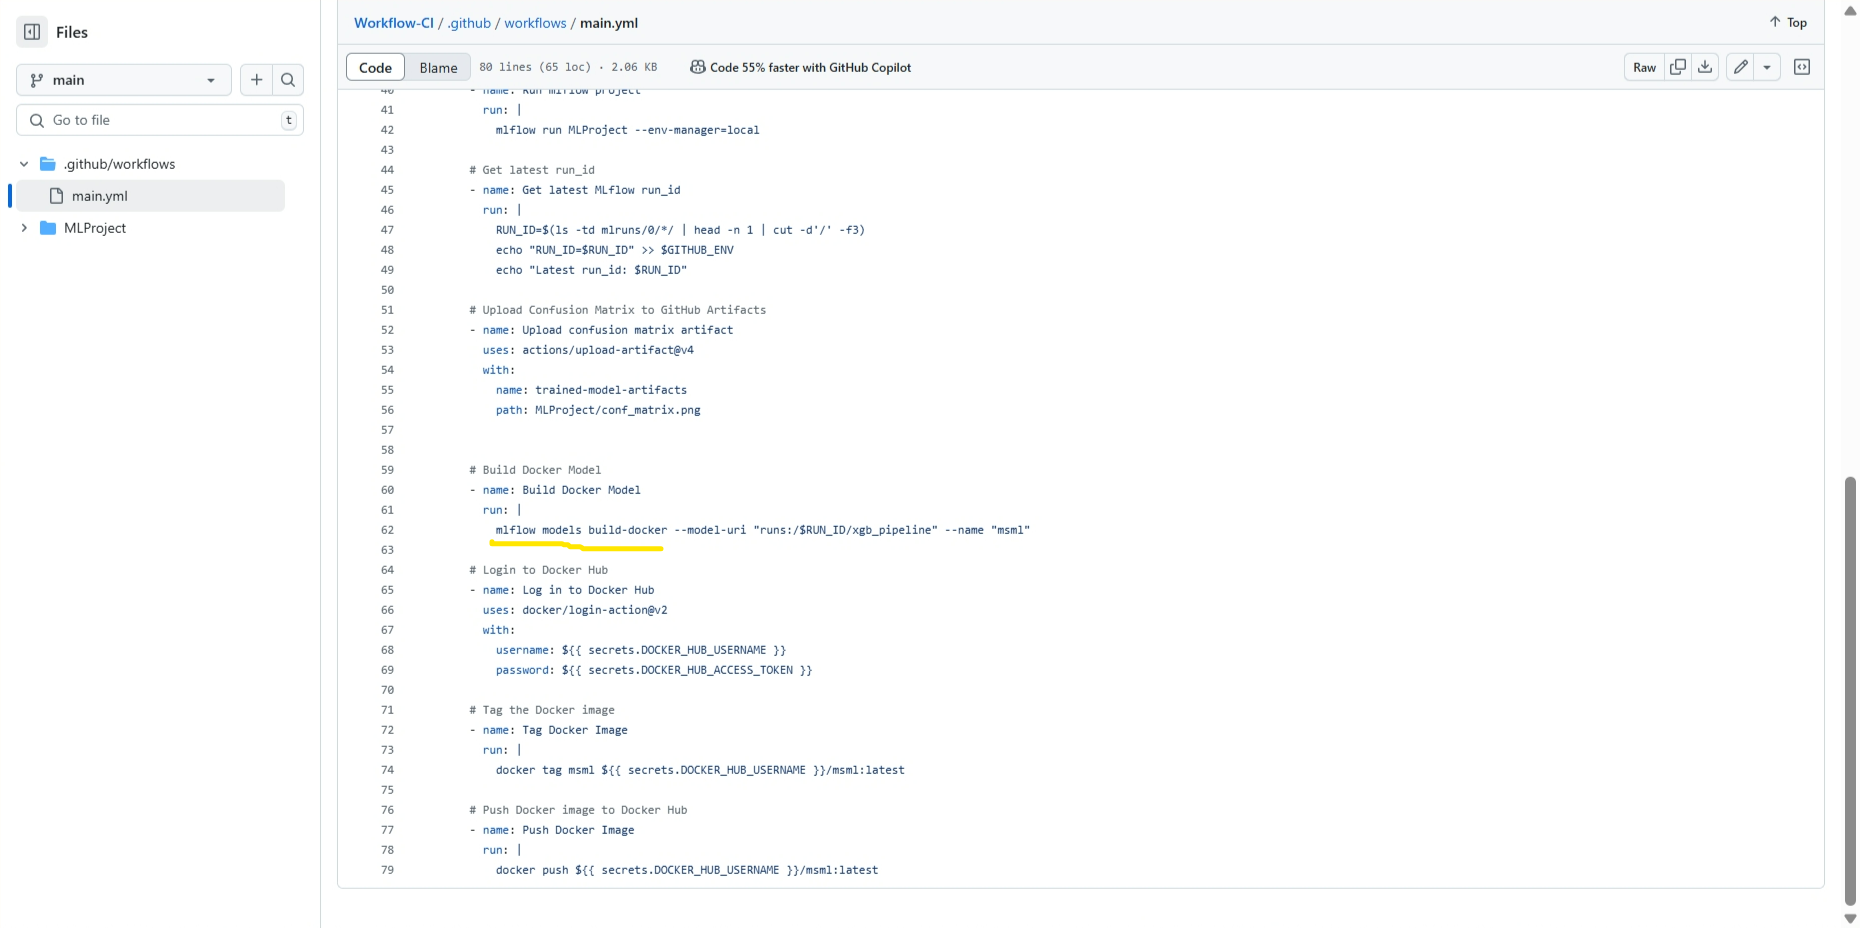 Files
main
Go to file
t
.github/workflows
main.yml
MLProject
Workflow-CI / .github / workflows / main.yml
Top
Code
Blame
80 lines (65 loc) · 2.06 KB
Code 55% faster with GitHub Copilot
Raw
40 - name: Run mlflow project
41 run: |
42 mlflow run MLProject --env-manager=local
43
44 # Get latest run_id
45 - name: Get latest MLflow run_id
46 run: |
47 RUN_ID=$(ls -td mlruns/0/*/ | head -n 1 | cut -d'/' -f3)
48 echo "RUN_ID=$RUN_ID" >> $GITHUB_ENV
49 echo "Latest run_id: $RUN_ID"
50
51 # Upload Confusion Matrix to GitHub Artifacts
52 - name: Upload confusion matrix artifact
53 uses: actions/upload-artifact@v4
54 with:
55 name: trained-model-artifacts
56 path: MLProject/conf_matrix.png
57
58
59 # Build Docker Model
60 - name: Build Docker Model
61 run: |
62 mlflow models build-docker --model-uri "runs:/$RUN_ID/xgb_pipeline" --name "msml"
63
64 # Login to Docker Hub
65 - name: Log in to Docker Hub
66 uses: docker/login-action@v2
67 with:
68 username: ${{ secrets.DOCKER_HUB_USERNAME }}
69 password: ${{ secrets.DOCKER_HUB_ACCESS_TOKEN }}
70
71 # Tag the Docker image
72 - name: Tag Docker Image
73 run: |
74 docker tag msml ${{ secrets.DOCKER_HUB_USERNAME }}/msml:latest
75
76 # Push Docker image to Docker Hub
77 - name: Push Docker Image
78 run: |
79 docker push ${{ secrets.DOCKER_HUB_USERNAME }}/msml:latest